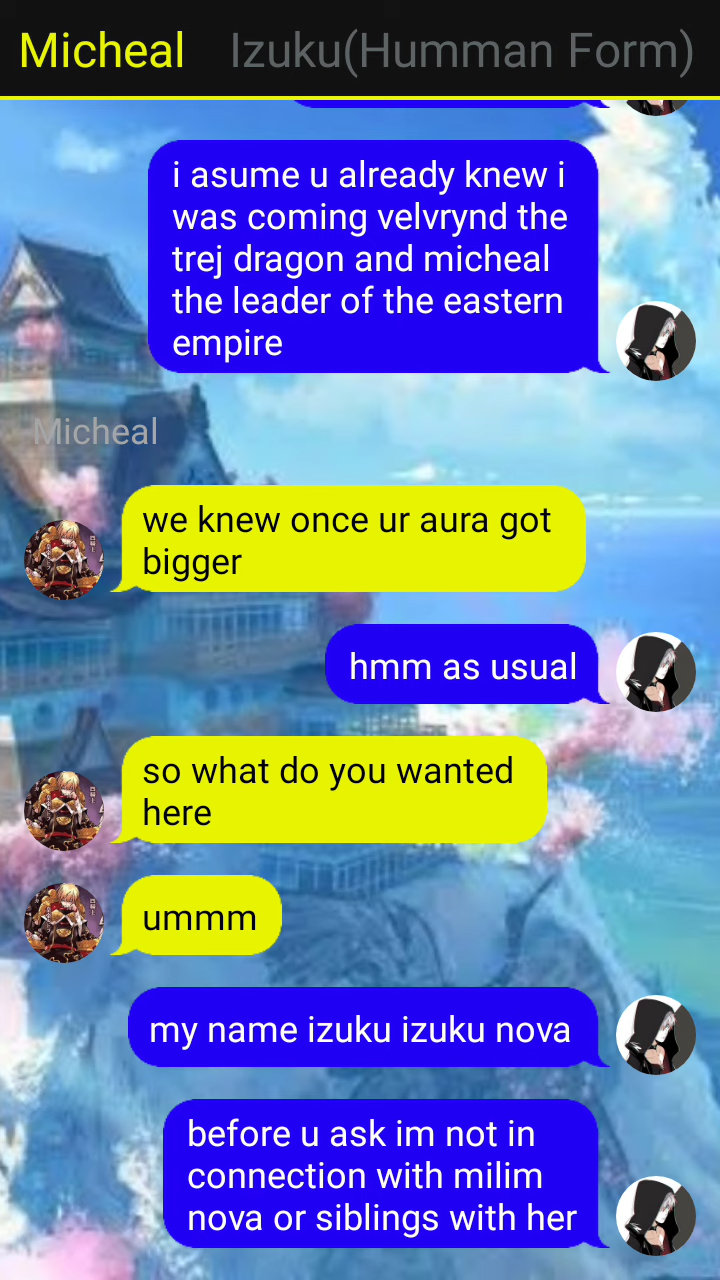 Micheal Izuku(Humman Form)
i asume u already knew i
was coming velvrynd the
trej dragon and micheal
the leader of the eastern
empire
Micheal
we knew once ur aura got
bigger
hmm as usual
so what do you wanted
here
ummm
my name izuku izuku nova
before u ask im not in
connection with milim
nova or siblings with her